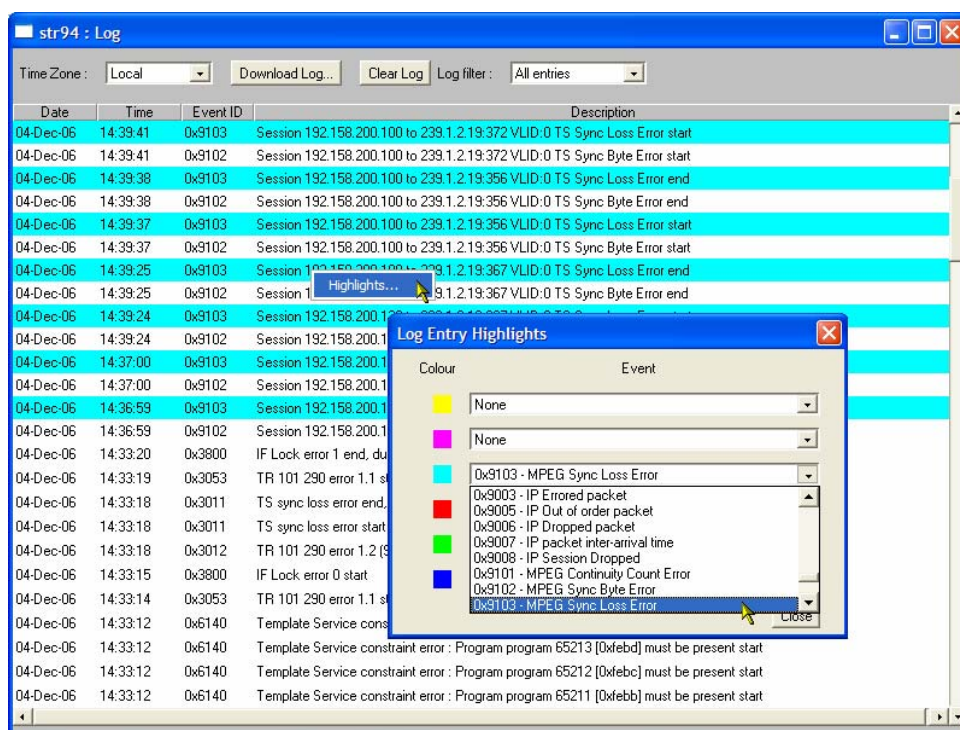 str94 : Log
Time Zone : Local Download Log... Clear Log Log filter : All entries
Date Time Event ID Description
04-Dec-06 14:39:41 0x9103 Session 192.158.200.100 to 239.1.2.19:372 VLID:0 TS Sync Loss Error start
04-Dec-06 14:39:41 0x9102 Session 192.158.200.100 to 239.1.2.19:372 VLID:0 TS Sync Byte Error start
04-Dec-06 14:39:38 0x9103 Session 192.158.200.100 to 239.1.2.19:356 VLID:0 TS Sync Loss Error end
04-Dec-06 14:39:38 0x9102 Session 192.158.200.100 to 239.1.2.19:356 VLID:0 TS Sync Byte Error end
04-Dec-06 14:39:37 0x9103 Session 192.158.200.100 to 239.1.2.19:356 VLID:0 TS Sync Loss Error start
04-Dec-06 14:39:37 0x9102 Session 192.158.200.100 to 239.1.2.19:356 VLID:0 TS Sync Byte Error start
04-Dec-06 14:39:25 0x9103 Session 192.158.200.100 to 239.1.2.19:367 VLID:0 TS Sync Loss Error end
Highlights...
04-Dec-06 14:39:25 0x9102 Session 1 9.1.2.19:367 VLID:0 TS Sync Byte Error end
04-Dec-06 14:39:24 0x9103 Session 192.158.200.1
04-Dec-06 14:39:24 0x9102 Session 192.158.200.1
04-Dec-06 14:37:00 0x9103 Session 192.158.200.1
04-Dec-06 14:37:00 0x9102 Session 192.158.200.1
04-Dec-06 14:36:59 0x9103 Session 192.158.200.1
04-Dec-06 14:36:59 0x9102 Session 192.158.200.1
04-Dec-06 14:33:20 0x3800 IF Lock error 1 end, du
04-Dec-06 14:33:19 0x3053 TR 101 290 error 1.1 s
04-Dec-06 14:33:18 0x3011 TS sync loss error end,
04-Dec-06 14:33:18 0x3011 TS sync loss error start
04-Dec-06 14:33:18 0x3012 TR 101 290 error 1.2 (S
04-Dec-06 14:33:15 0x3800 IF Lock error 0 start
04-Dec-06 14:33:14 0x3053 TR 101 290 error 1.1 s
04-Dec-06 14:33:12 0x6140 Template Service cons
04-Dec-06 14:33:12 0x6140 Template Service constraint error : Program program 65213 [0xfebd] must be present start
04-Dec-06 14:33:12 0x6140 Template Service constraint error : Program program 65212 [0xfebc] must be present start
04-Dec-06 14:33:12 0x6140 Template Service constraint error : Program program 65211 [0xfebb] must be present start
Log Entry Highlights
Colour Event
None
None
0x9103 - MPEG Sync Loss Error
0x9003 - IP Errored packet
0x9005 - IP Out of order packet
0x9006 - IP Dropped packet
0x9007 - IP packet inter-arrival time
0x9008 - IP Session Dropped
0x9101 - MPEG Continuity Count Error
0x9102 - MPEG Sync Byte Error
0x9103 - MPEG Sync Loss Error
Close